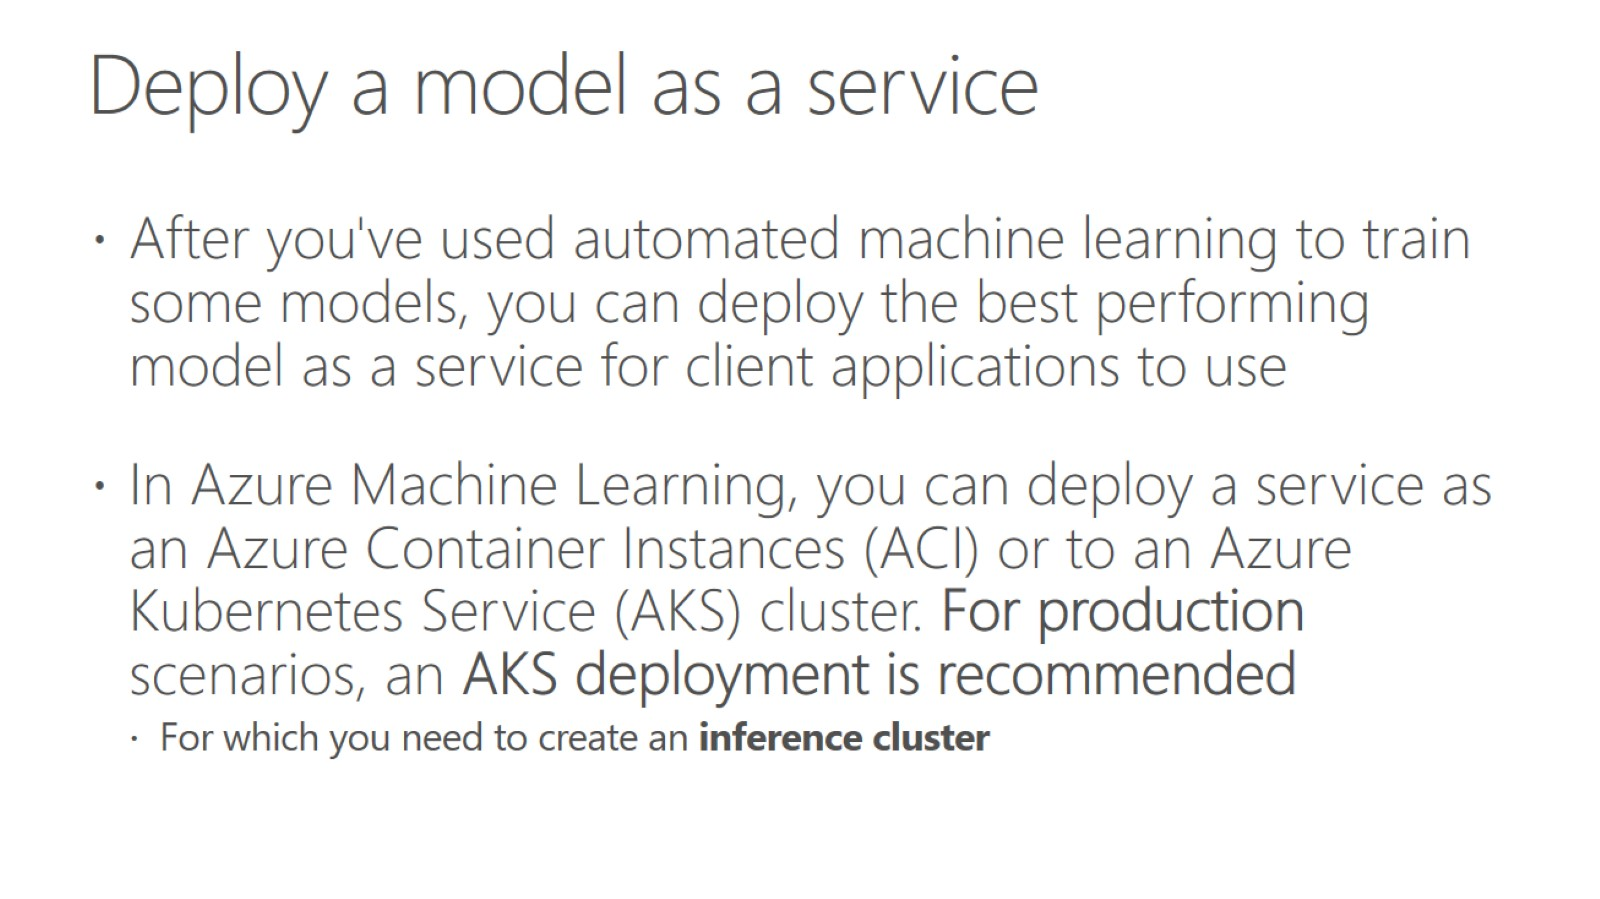 Deploy a model as a service
• After you've used automated machine learning to train
some models, you can deploy the best performing
model as a service for client applications to use
• In Azure Machine Learning, you can deploy a service as
an Azure Container Instances (ACI) or to an Azure
Kubernetes Service (AKS) cluster. For production
scenarios, an AKS deployment is recommended
• For which you need to create an inference cluster